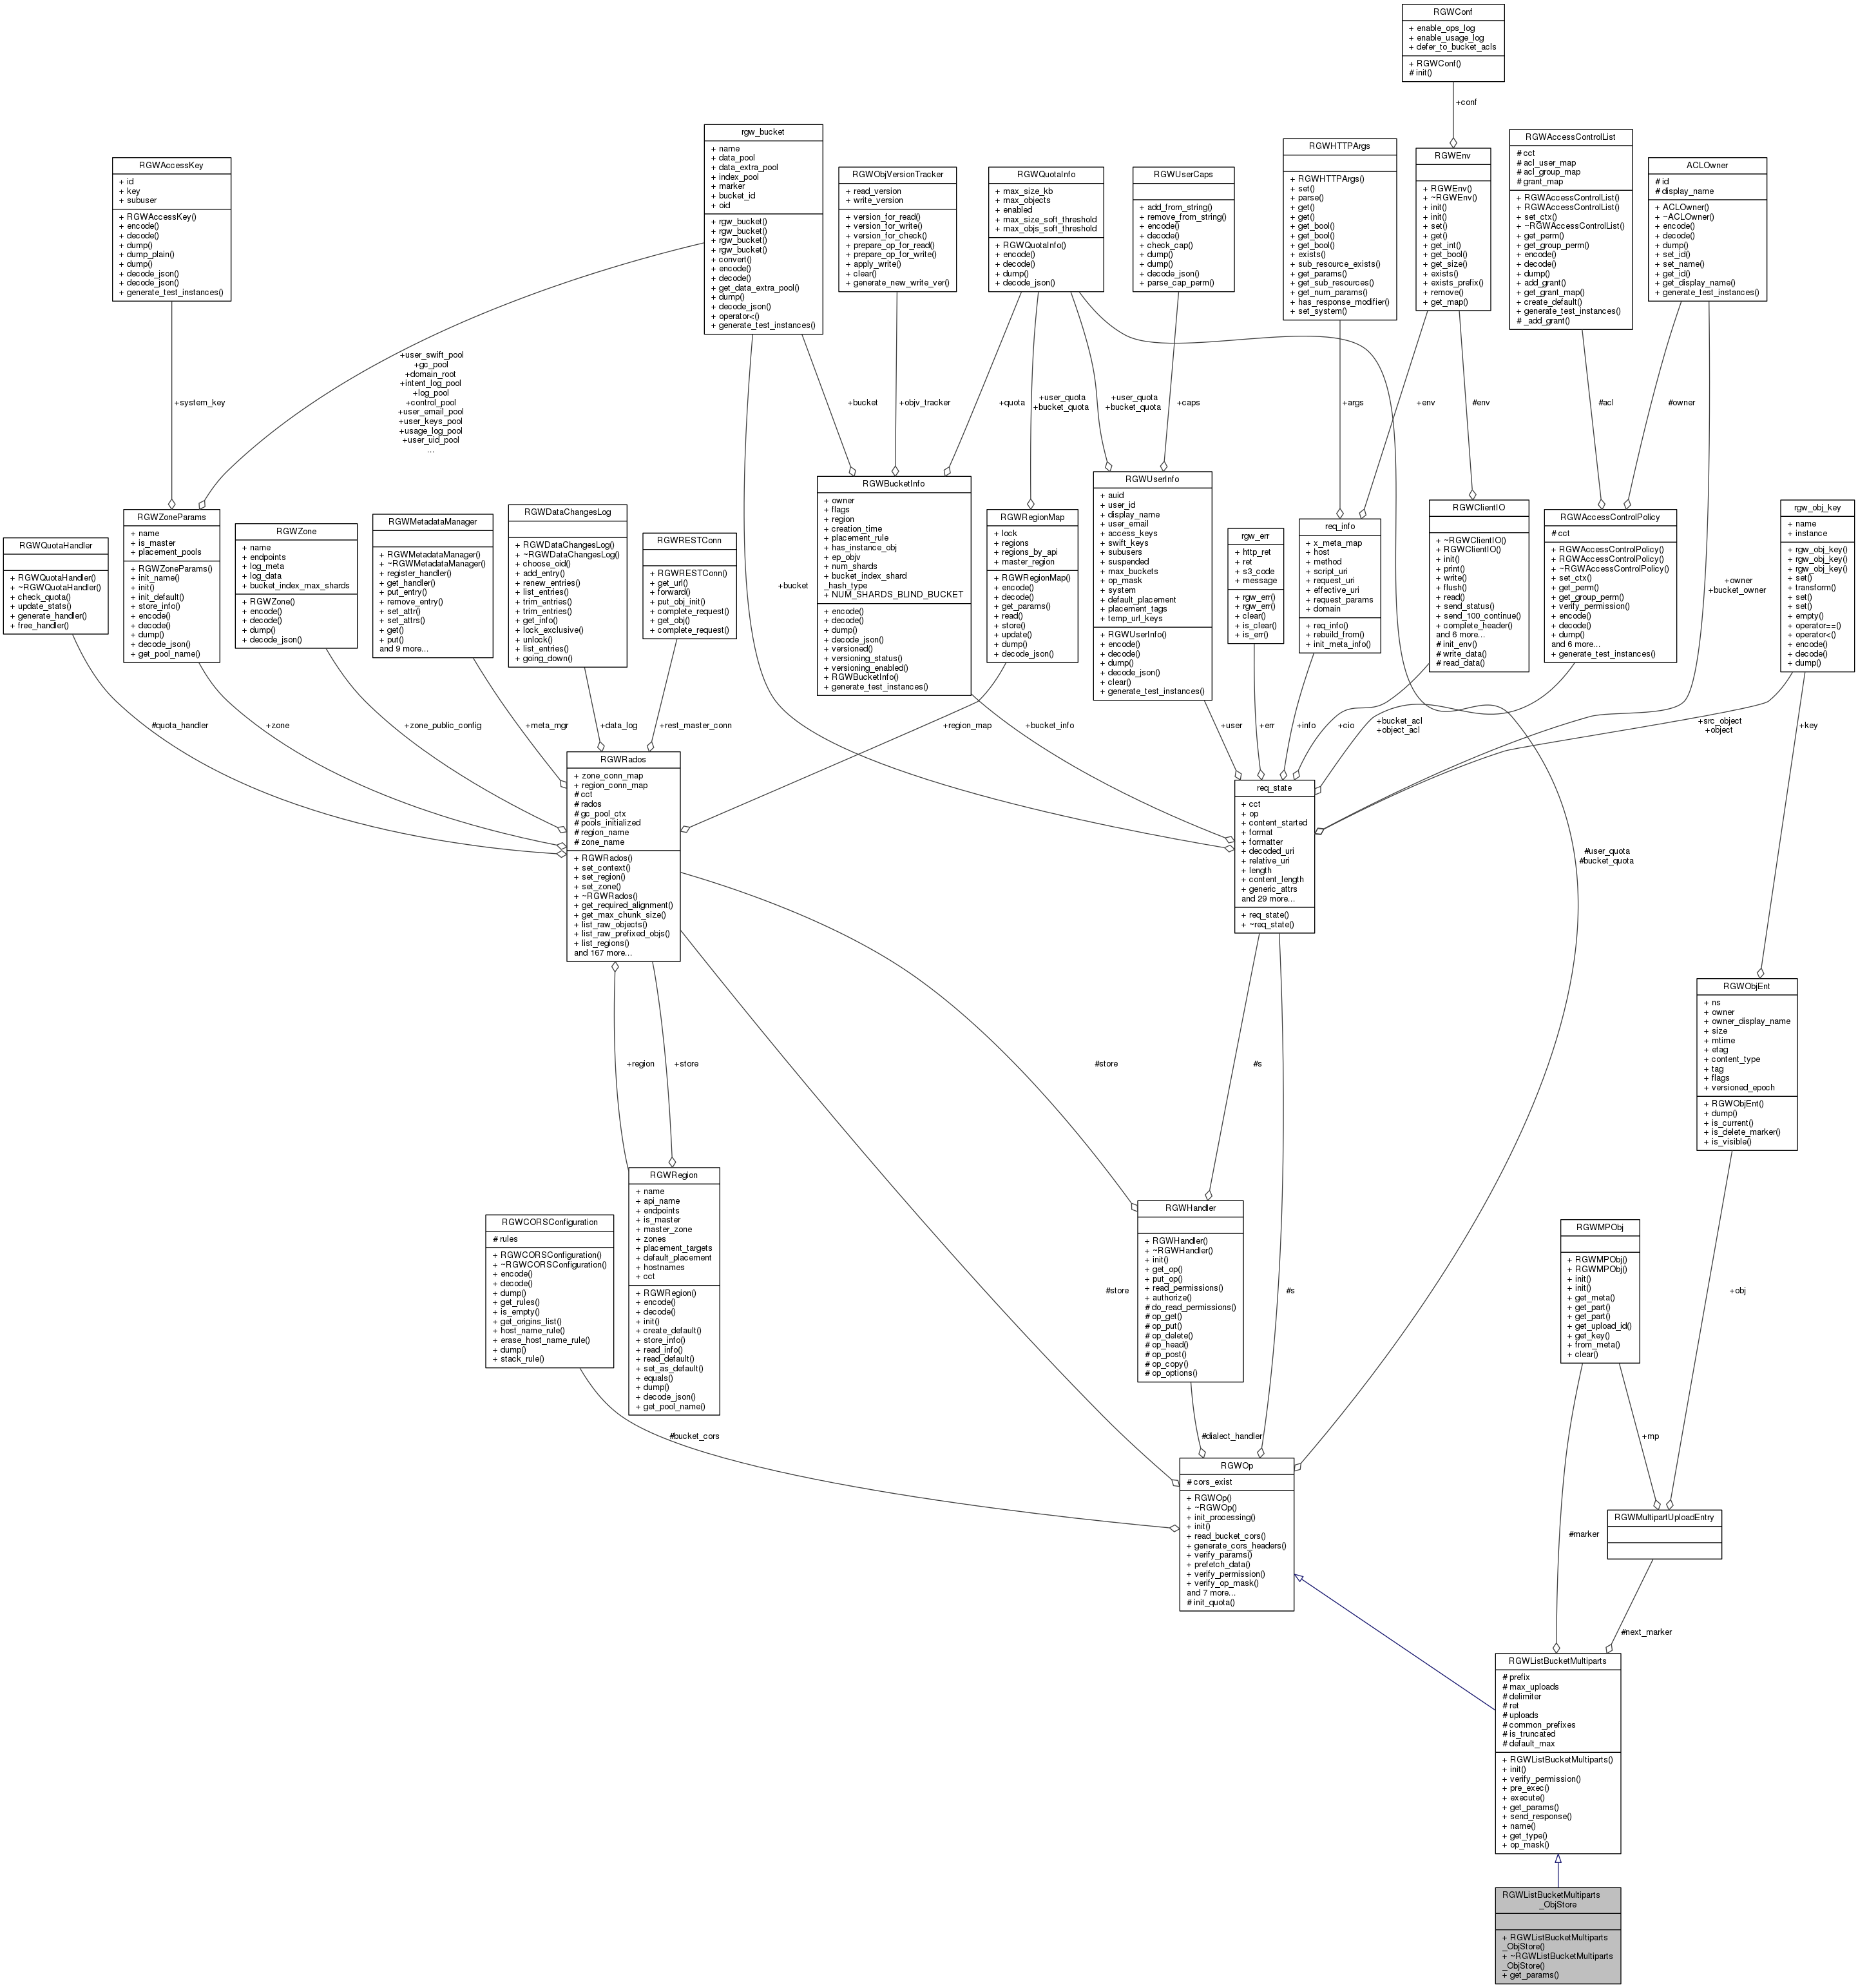 RGWConf
+ enable_ops_log
+ enable_usage_log
+ defer_to_bucket_acls
+ RGWConf()
# init()
+conf
rgw_bucket
+ name
+ data_pool
+ data_extra_pool
+ index_pool
+ marker
+ bucket_id
+ oid
+ rgw_bucket()
+ rgw_bucket()
+ rgw_bucket()
+ rgw_bucket()
+ convert()
+ encode()
+ decode()
+ get_data_extra_pool()
+ dump()
+ decode_json()
+ operator<()
+ generate_test_instances()
RGWAccessKey
+ id
+ key
+ subuser
+ RGWAccessKey()
+ encode()
+ decode()
+ dump()
+ dump_plain()
+ dump()
+ decode_json()
+ decode_json()
+ generate_test_instances()
RGWObjVersionTracker
+ read_version
+ write_version
+ version_for_read()
+ version_for_write()
+ version_for_check()
+ prepare_op_for_read()
+ prepare_op_for_write()
+ apply_write()
+ clear()
+ generate_new_write_ver()
RGWQuotaInfo
+ max_size_kb
+ max_objects
+ enabled
+ max_size_soft_threshold
+ max_objs_soft_threshold
+ RGWQuotaInfo()
+ encode()
+ decode()
+ dump()
+ decode_json()
RGWUserCaps
+ add_from_string()
+ remove_from_string()
+ encode()
+ decode()
+ check_cap()
+ dump()
+ dump()
+ decode_json()
+ parse_cap_perm()
RGWHTTPArgs
+ RGWHTTPArgs()
+ set()
+ parse()
+ get()
+ get()
+ get_bool()
+ get_bool()
+ get_bool()
+ exists()
+ sub_resource_exists()
+ get_params()
+ get_sub_resources()
+ get_num_params()
+ has_response_modifier()
+ set_system()
RGWEnv
+ RGWEnv()
+ ~RGWEnv()
+ init()
+ init()
+ set()
+ get()
+ get_int()
+ get_bool()
+ get_size()
+ exists()
+ exists_prefix()
+ remove()
+ get_map()
RGWAccessControlList
# cct
# acl_user_map
# acl_group_map
# grant_map
+ RGWAccessControlList()
+ RGWAccessControlList()
+ set_ctx()
+ ~RGWAccessControlList()
+ get_perm()
+ get_group_perm()
+ encode()
+ decode()
+ dump()
+ add_grant()
+ get_grant_map()
+ create_default()
+ generate_test_instances()
# _add_grant()
ACLOwner
# id
# display_name
+ ACLOwner()
+ ~ACLOwner()
+ encode()
+ decode()
+ dump()
+ set_id()
+ set_name()
+ get_id()
+ get_display_name()
+ generate_test_instances()
+system_key
+user_swift_pool
+gc_pool
+domain_root
+intent_log_pool
+log_pool
+control_pool
+user_email_pool
+user_keys_pool
+usage_log_pool
+user_uid_pool
...
+bucket
+objv_tracker
+quota
+user_quota
+bucket_quota
+user_quota
+bucket_quota
+caps
+args
+env
#env
#acl
#owner
RGWQuotaHandler
+ RGWQuotaHandler()
+ ~RGWQuotaHandler()
+ check_quota()
+ update_stats()
+ generate_handler()
+ free_handler()
RGWZoneParams
+ name
+ is_master
+ placement_pools
+ RGWZoneParams()
+ init_name()
+ init()
+ init_default()
+ store_info()
+ encode()
+ decode()
+ dump()
+ decode_json()
+ get_pool_name()
RGWZone
+ name
+ endpoints
+ log_meta
+ log_data
+ bucket_index_max_shards
+ RGWZone()
+ encode()
+ decode()
+ dump()
+ decode_json()
RGWMetadataManager
+ RGWMetadataManager()
+ ~RGWMetadataManager()
+ register_handler()
+ get_handler()
+ put_entry()
+ remove_entry()
+ set_attr()
+ set_attrs()
+ get()
+ put()
and 9 more...
RGWDataChangesLog
+ RGWDataChangesLog()
+ ~RGWDataChangesLog()
+ choose_oid()
+ add_entry()
+ renew_entries()
+ list_entries()
+ trim_entries()
+ trim_entries()
+ get_info()
+ lock_exclusive()
+ unlock()
+ list_entries()
+ going_down()
RGWRESTConn
+ RGWRESTConn()
+ get_url()
+ forward()
+ put_obj_init()
+ complete_request()
+ get_obj()
+ complete_request()
+bucket
RGWBucketInfo
+ owner
+ flags
+ region
+ creation_time
+ placement_rule
+ has_instance_obj
+ ep_objv
+ num_shards
+ bucket_index_shard
_hash_type
+ NUM_SHARDS_BLIND_BUCKET
+ encode()
+ decode()
+ dump()
+ decode_json()
+ versioned()
+ versioning_status()
+ versioning_enabled()
+ RGWBucketInfo()
+ generate_test_instances()
RGWRegionMap
+ lock
+ regions
+ regions_by_api
+ master_region
+ RGWRegionMap()
+ encode()
+ decode()
+ get_params()
+ read()
+ store()
+ update()
+ dump()
+ decode_json()
RGWUserInfo
+ auid
+ user_id
+ display_name
+ user_email
+ access_keys
+ swift_keys
+ subusers
+ suspended
+ max_buckets
+ op_mask
+ system
+ default_placement
+ placement_tags
+ temp_url_keys
+ RGWUserInfo()
+ encode()
+ decode()
+ dump()
+ decode_json()
+ clear()
+ generate_test_instances()
rgw_err
+ http_ret
+ ret
+ s3_code
+ message
+ rgw_err()
+ rgw_err()
+ clear()
+ is_clear()
+ is_err()
req_info
+ x_meta_map
+ host
+ method
+ script_uri
+ request_uri
+ effective_uri
+ request_params
+ domain
+ req_info()
+ rebuild_from()
+ init_meta_info()
RGWClientIO
+ ~RGWClientIO()
+ RGWClientIO()
+ init()
+ print()
+ write()
+ flush()
+ read()
+ send_status()
+ send_100_continue()
+ complete_header()
and 6 more...
# init_env()
# write_data()
# read_data()
RGWAccessControlPolicy
# cct
+ RGWAccessControlPolicy()
+ RGWAccessControlPolicy()
+ ~RGWAccessControlPolicy()
+ set_ctx()
+ get_perm()
+ get_group_perm()
+ verify_permission()
+ encode()
+ decode()
+ dump()
and 6 more...
+ generate_test_instances()
+owner
+bucket_owner
rgw_obj_key
+ name
+ instance
+ rgw_obj_key()
+ rgw_obj_key()
+ rgw_obj_key()
+ set()
+ transform()
+ set()
+ set()
+ empty()
+ operator==()
+ operator<()
+ encode()
+ decode()
+ dump()
#quota_handler
+zone
+zone_public_config
+meta_mgr
+data_log
+rest_master_conn
+region_map
+bucket_info
+user
+err
+info
+cio
+bucket_acl
+object_acl
+src_object
+object
+key
RGWRados
+ zone_conn_map
+ region_conn_map
# cct
# rados
# gc_pool_ctx
# pools_initialized
# region_name
# zone_name
+ RGWRados()
+ set_context()
+ set_region()
+ set_zone()
+ ~RGWRados()
+ get_required_alignment()
+ get_max_chunk_size()
+ list_raw_objects()
+ list_raw_prefixed_objs()
+ list_regions()
and 167 more...
req_state
+ cct
+ op
+ content_started
+ format
+ formatter
+ decoded_uri
+ relative_uri
+ length
+ content_length
+ generic_attrs
and 29 more...
+ req_state()
+ ~req_state()
#user_quota
#bucket_quota
RGWObjEnt
+ ns
+ owner
+ owner_display_name
+ size
+ mtime
+ etag
+ content_type
+ tag
+ flags
+ versioned_epoch
+ RGWObjEnt()
+ dump()
+ is_current()
+ is_delete_marker()
+ is_visible()
+region
+store
#store
#s
RGWRegion
+ name
+ api_name
+ endpoints
+ is_master
+ master_zone
+ zones
+ placement_targets
+ default_placement
+ hostnames
+ cct
+ RGWRegion()
+ encode()
+ decode()
+ init()
+ create_default()
+ store_info()
+ read_info()
+ read_default()
+ set_as_default()
+ equals()
+ dump()
+ decode_json()
+ get_pool_name()
RGWCORSConfiguration
# rules
+ RGWCORSConfiguration()
+ ~RGWCORSConfiguration()
+ encode()
+ decode()
+ dump()
+ get_rules()
+ is_empty()
+ get_origins_list()
+ host_name_rule()
+ erase_host_name_rule()
+ dump()
+ stack_rule()
#store
RGWHandler
+ RGWHandler()
+ ~RGWHandler()
+ init()
+ get_op()
+ put_op()
+ read_permissions()
+ authorize()
# do_read_permissions()
# op_get()
# op_put()
# op_delete()
# op_head()
# op_post()
# op_copy()
# op_options()
#s
RGWMPObj
+ RGWMPObj()
+ RGWMPObj()
+ init()
+ init()
+ get_meta()
+ get_part()
+ get_part()
+ get_upload_id()
+ get_key()
+ from_meta()
+ clear()
+obj
#bucket_cors
#dialect_handler
+mp
RGWOp
# cors_exist
+ RGWOp()
+ ~RGWOp()
+ init_processing()
+ init()
+ read_bucket_cors()
+ generate_cors_headers()
+ verify_params()
+ prefetch_data()
+ verify_permission()
+ verify_op_mask()
and 7 more...
# init_quota()
#marker
RGWMultipartUploadEntry
#next_marker
RGWListBucketMultiparts
# prefix
# max_uploads
# delimiter
# ret
# uploads
# common_prefixes
# is_truncated
# default_max
+ RGWListBucketMultiparts()
+ init()
+ verify_permission()
+ pre_exec()
+ execute()
+ get_params()
+ send_response()
+ name()
+ get_type()
+ op_mask()
RGWListBucketMultiparts
_ObjStore
+ RGWListBucketMultiparts
_ObjStore()
+ ~RGWListBucketMultiparts
_ObjStore()
+ get_params()